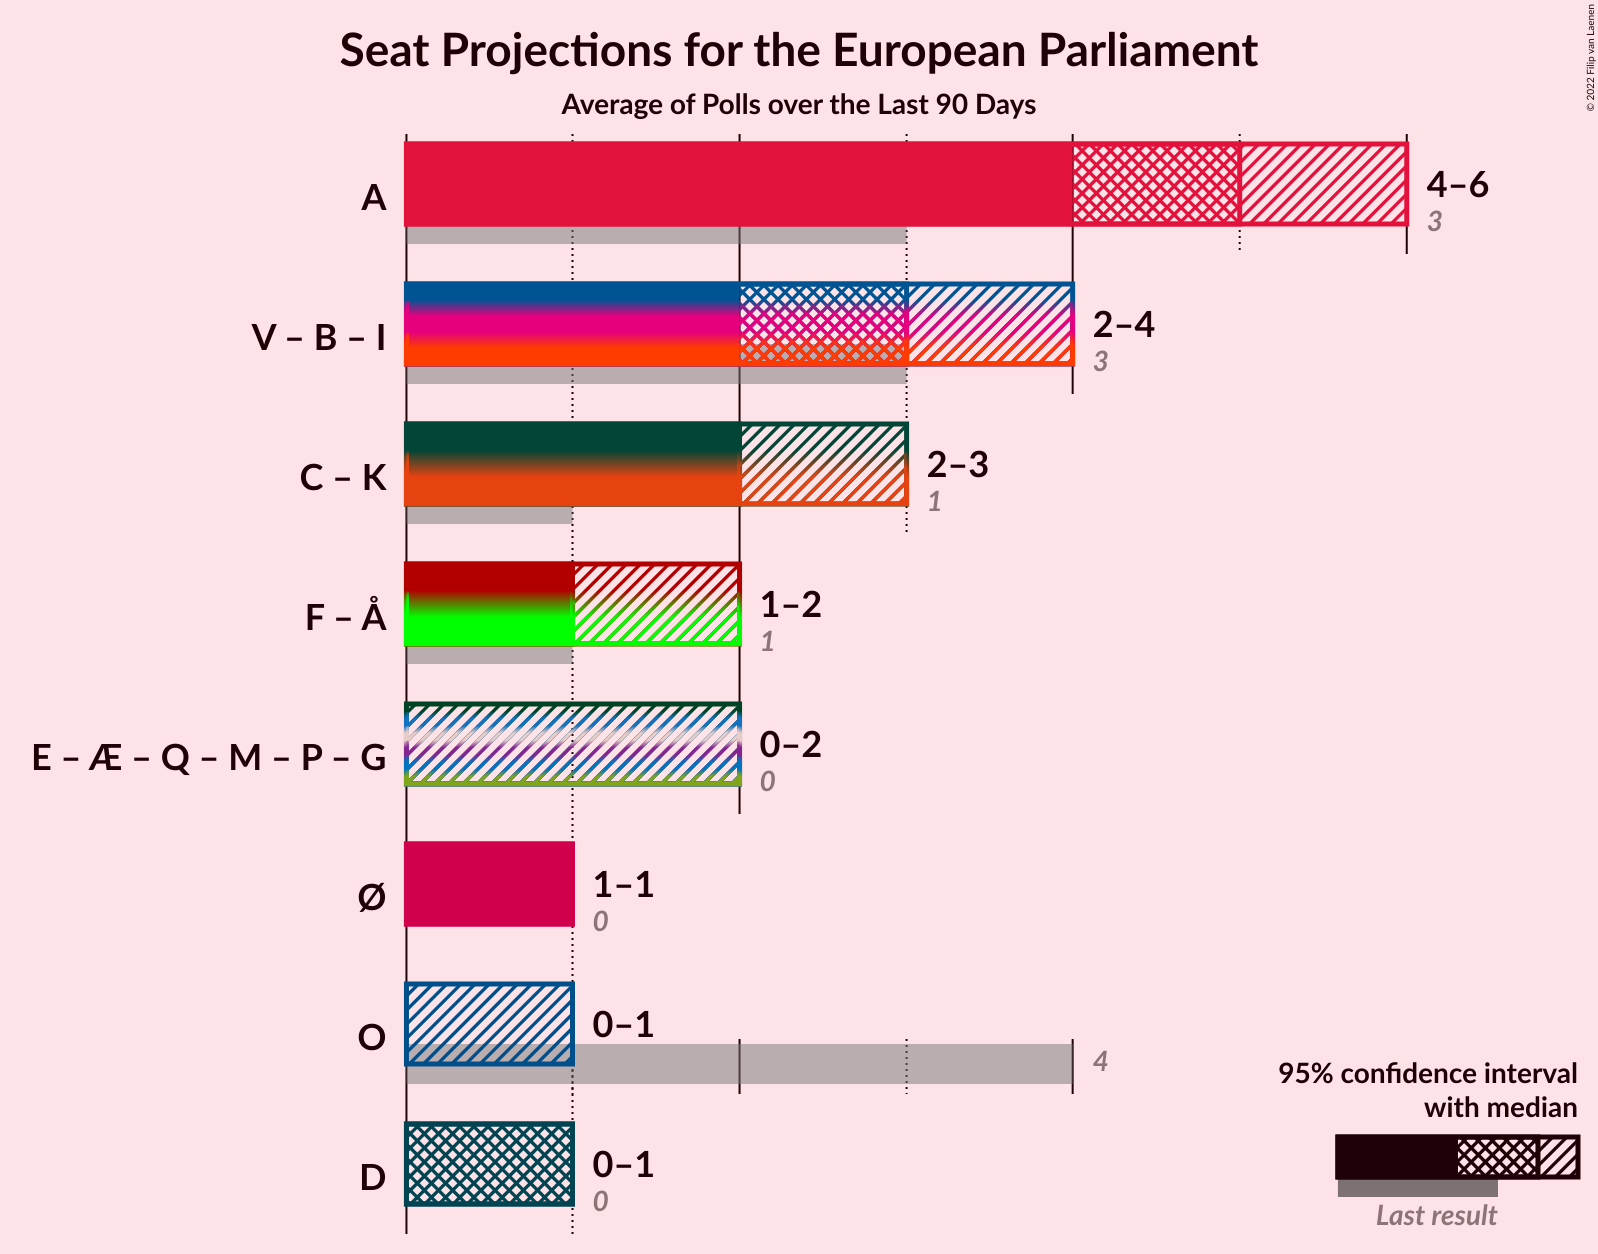 Seat Projections for the European Parliament
Average of Polls over the Last 90 Days
© 2022 Filip van Laenen
A
4–6
3
V – B – I
2–4
3
C – K
2–3
1
F – Å
1–2
1
E – Æ – Q – M – P – G
0–2
0
Ø
1–1
0
O
0–1
4
D
0–1
0
95% confidence interval
with median
Last result